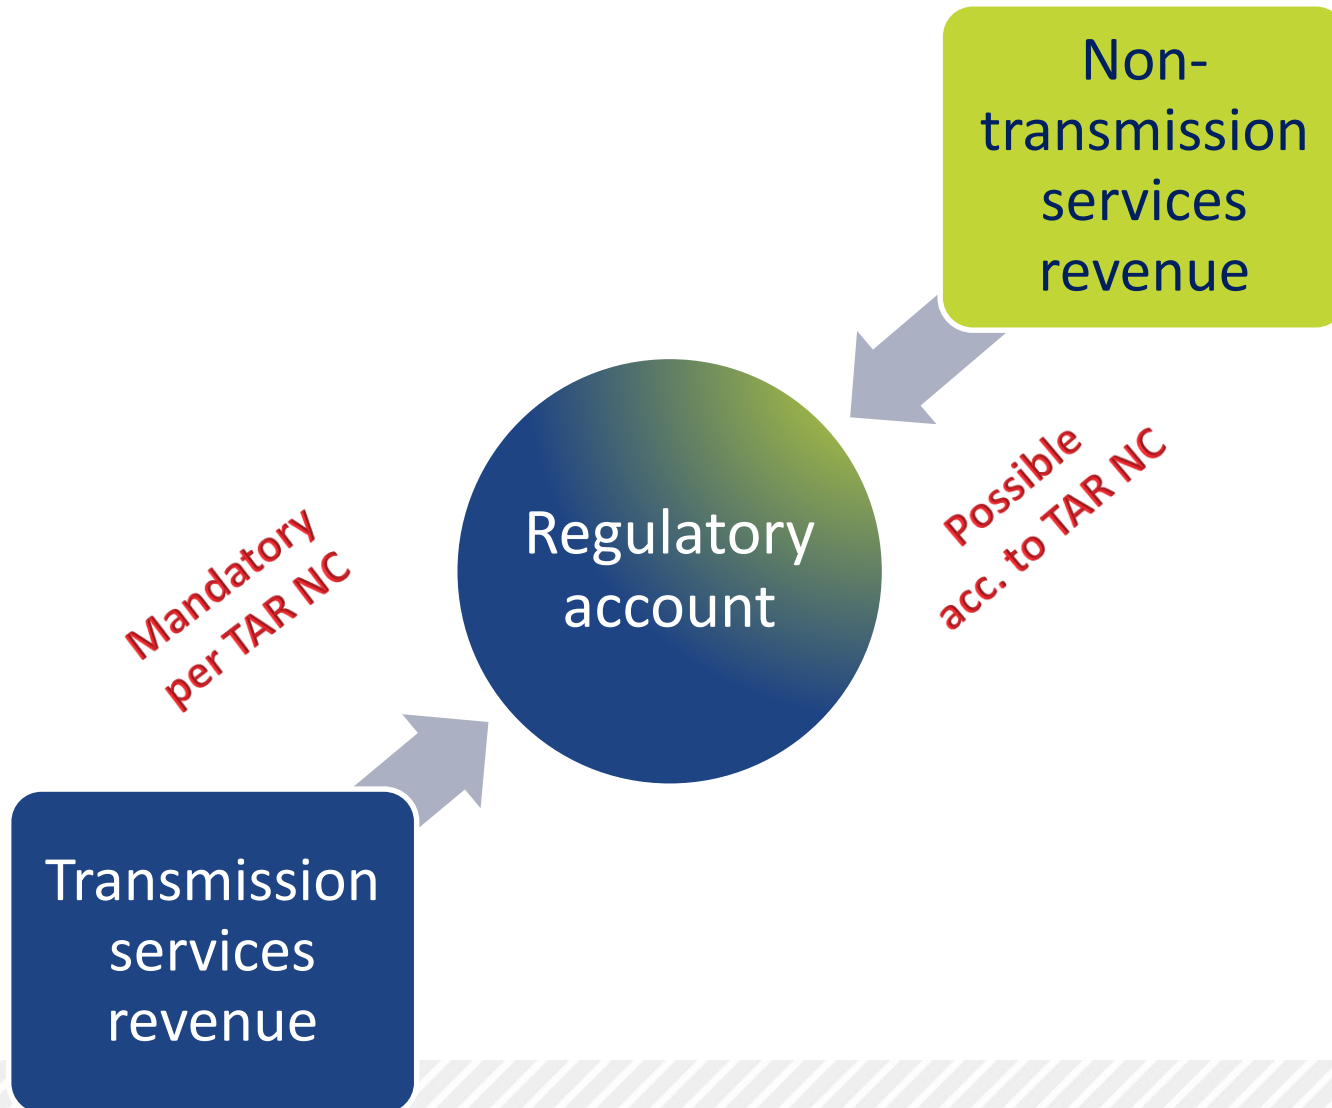 Non-
transmission
services
revenue
Possible
acc. to TAR NC
Regulatory
account
Mandatory
per TAR NC
Transmission
services
revenue